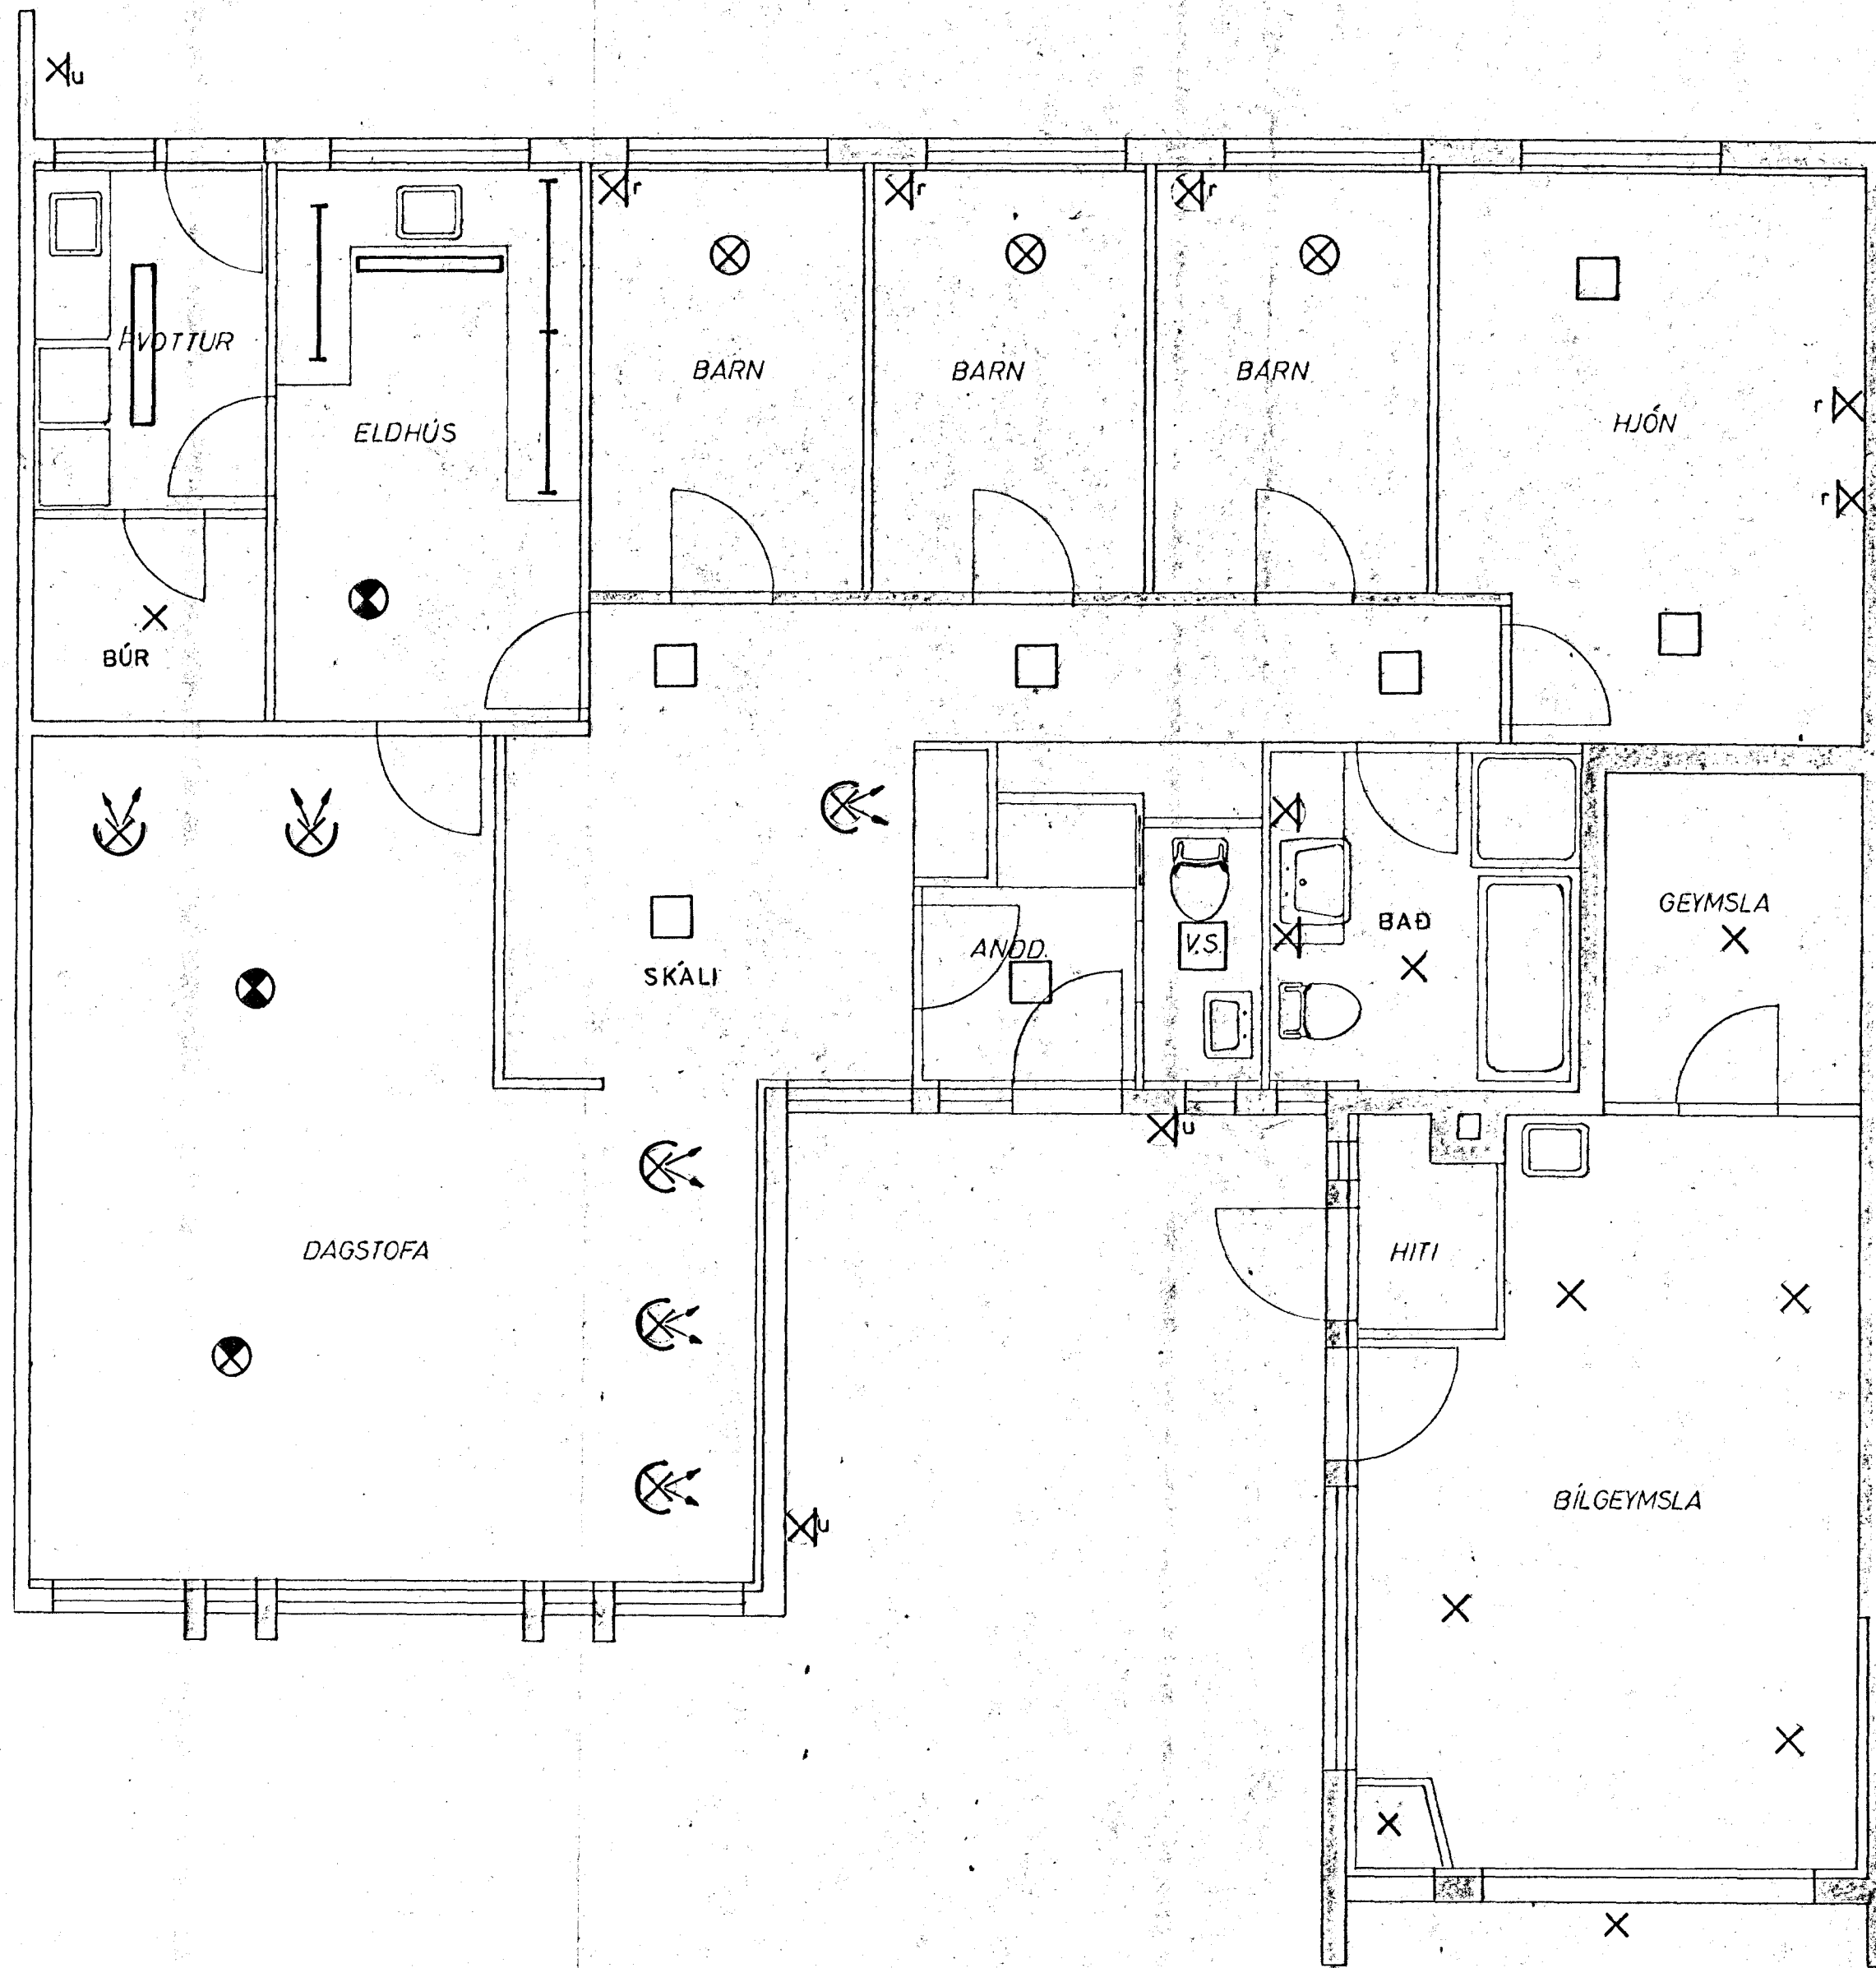 u
r
r
r
ÞVOTTUR
ELDHÚS
BARN
BARN
BARN
HJÓN
r
r
BÚR
SKÁLI
ANDD.
V.S.
BAÐ
GEYMSLA
u
DAGSTOFA
HITI
BÍLGEYMSLA
u